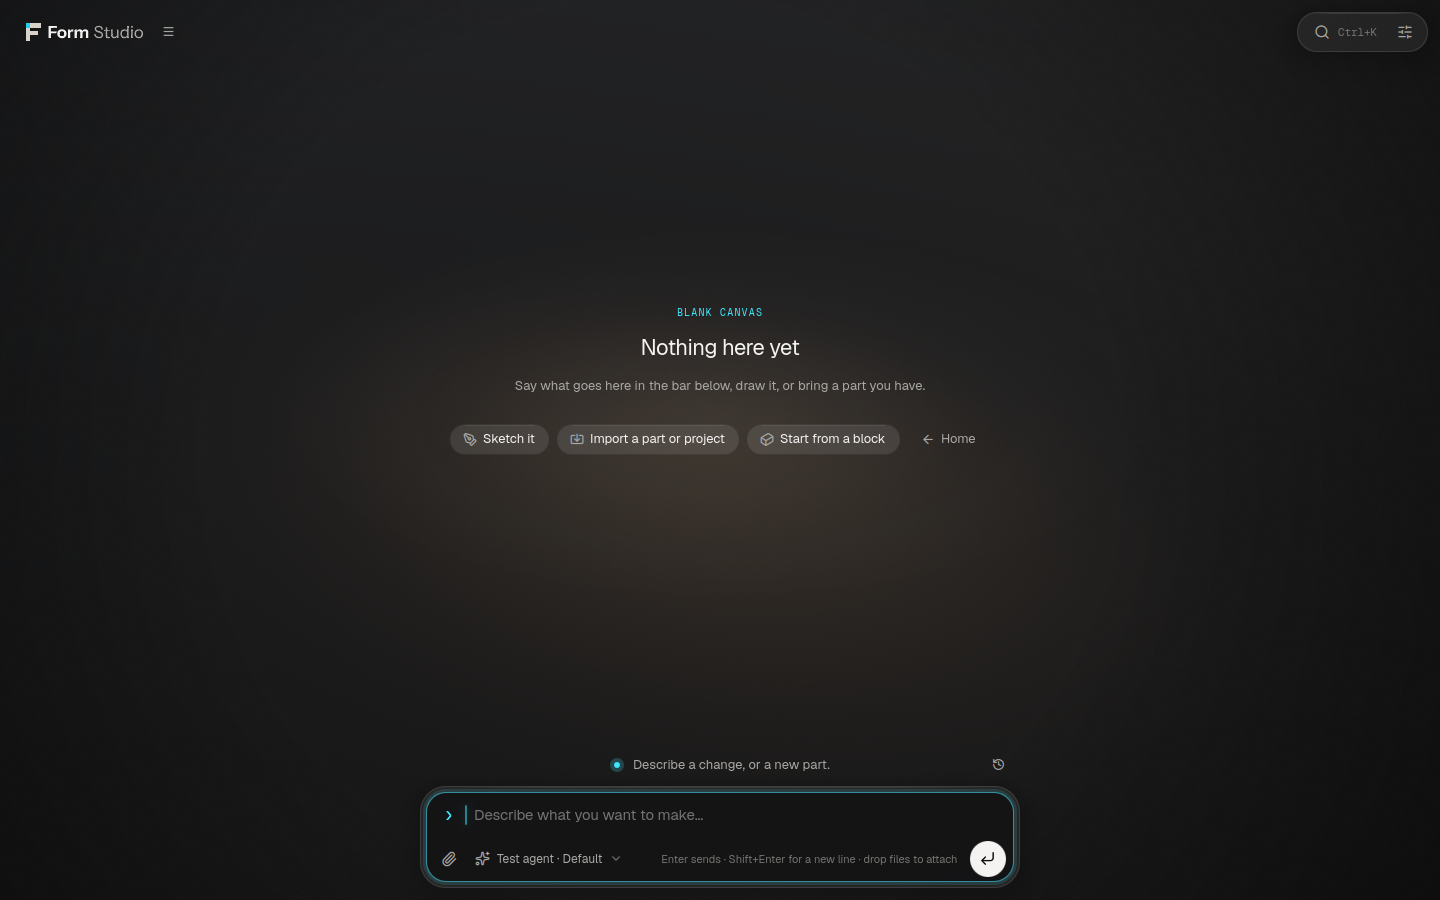 Form Studio
Ctrl+K
BLANK CANVAS
Nothing here yet
Say what goes here in the bar below, draw it, or bring a part you have.
Sketch it
Import a part or project
Start from a block
Home
Describe a change, or a new part.
Describe what you want to make...
Test agent · Default
Enter sends · Shift+Enter for a new line · drop files to attach